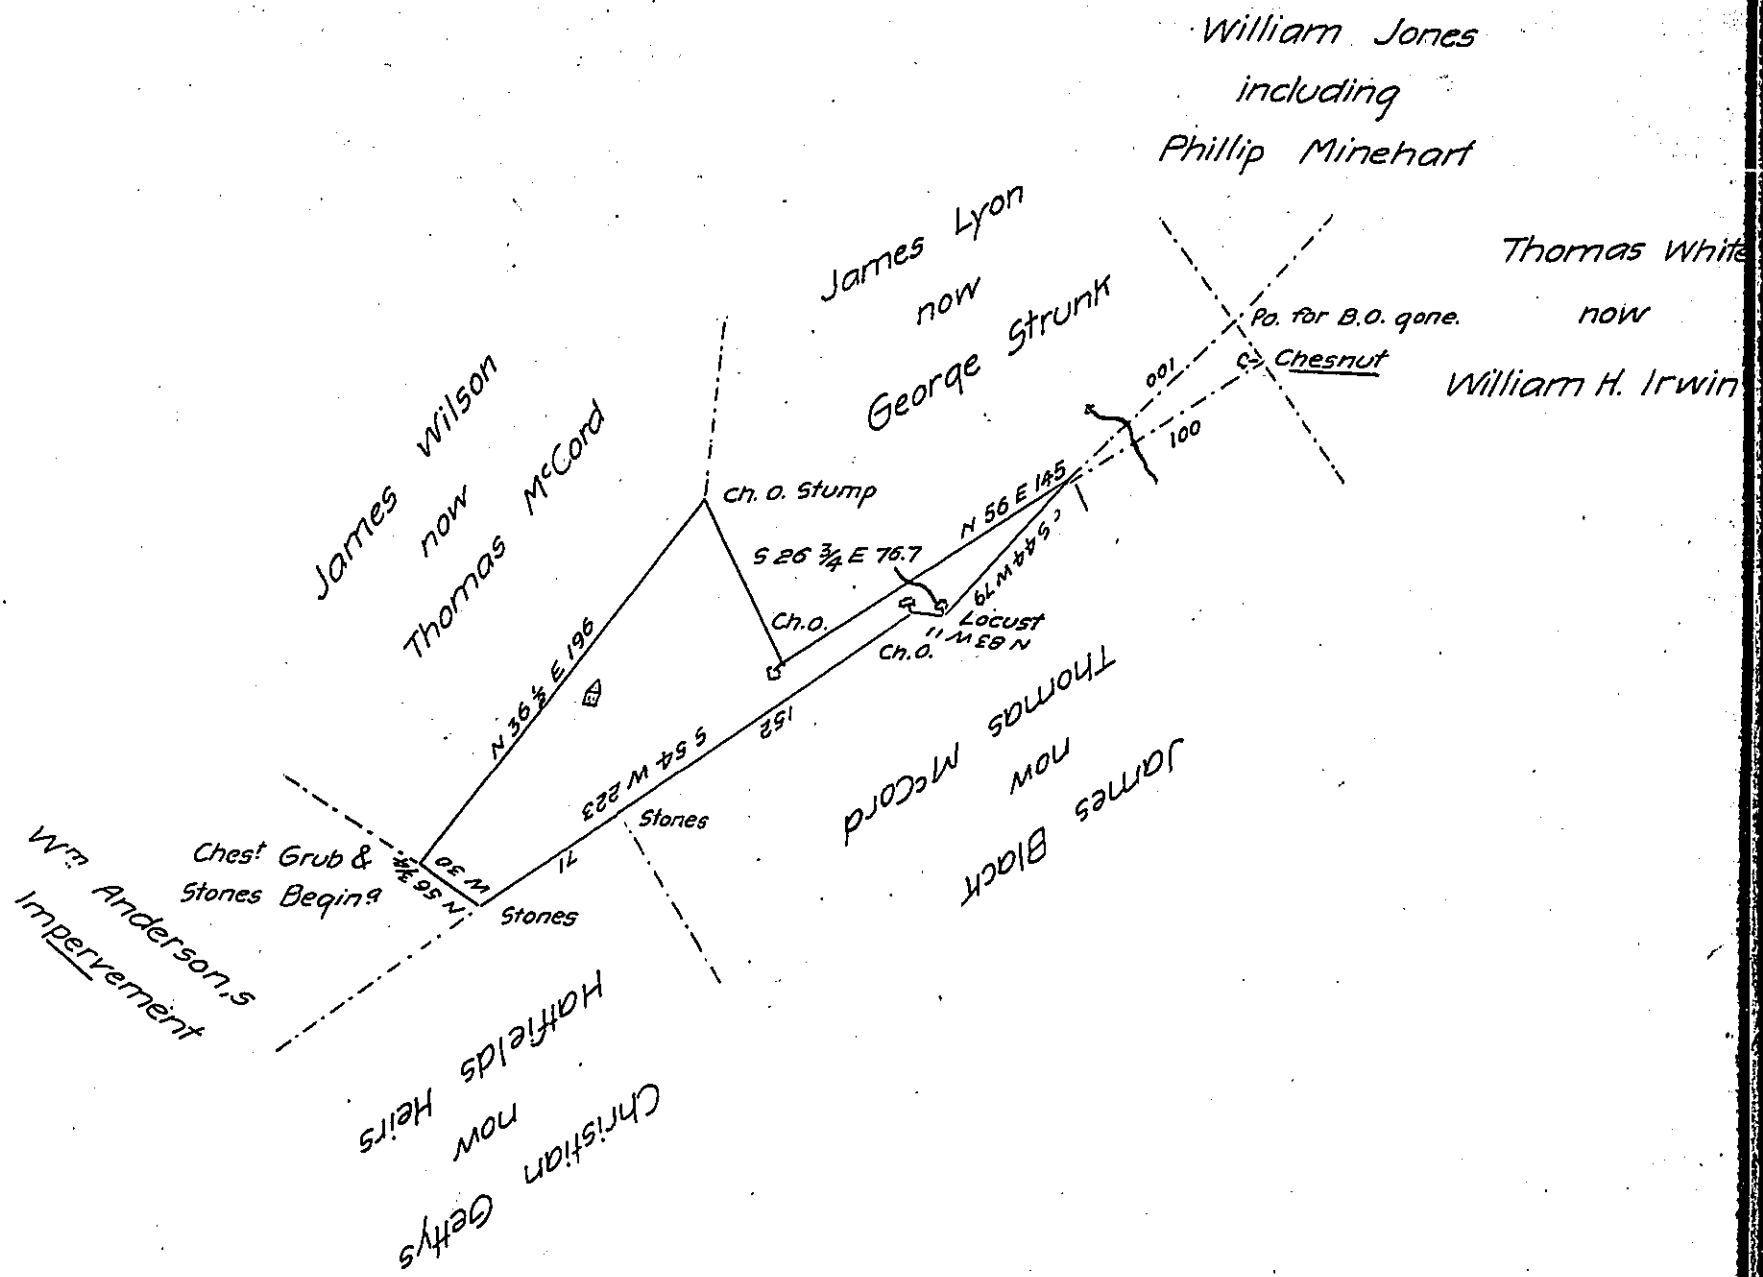 William Jones
including
Phillip Minehart
James Lyon
now
George Strunk
Thomas White
now
William H. Irwin
Po. for B.O. gone.
C- Chesnut
100
100
James Wilson
now
Thomas McCord
Ch. O. Stump
S 26 ¾ E 76.7
N 56 E 145
S 44 W 79
Ch.O.
Locust
N 83 W 11
Ch.O.
N 36 ½ E 196
S 54 W 223
152
Stones
71
Chest Grub &
Stones Begin.g
N 56 ¾
W 30
Stones
Wm Anderson,s
Impervement
James Black
now
Thomas McCord
Christian Gettys
now
Hatfields Heirs